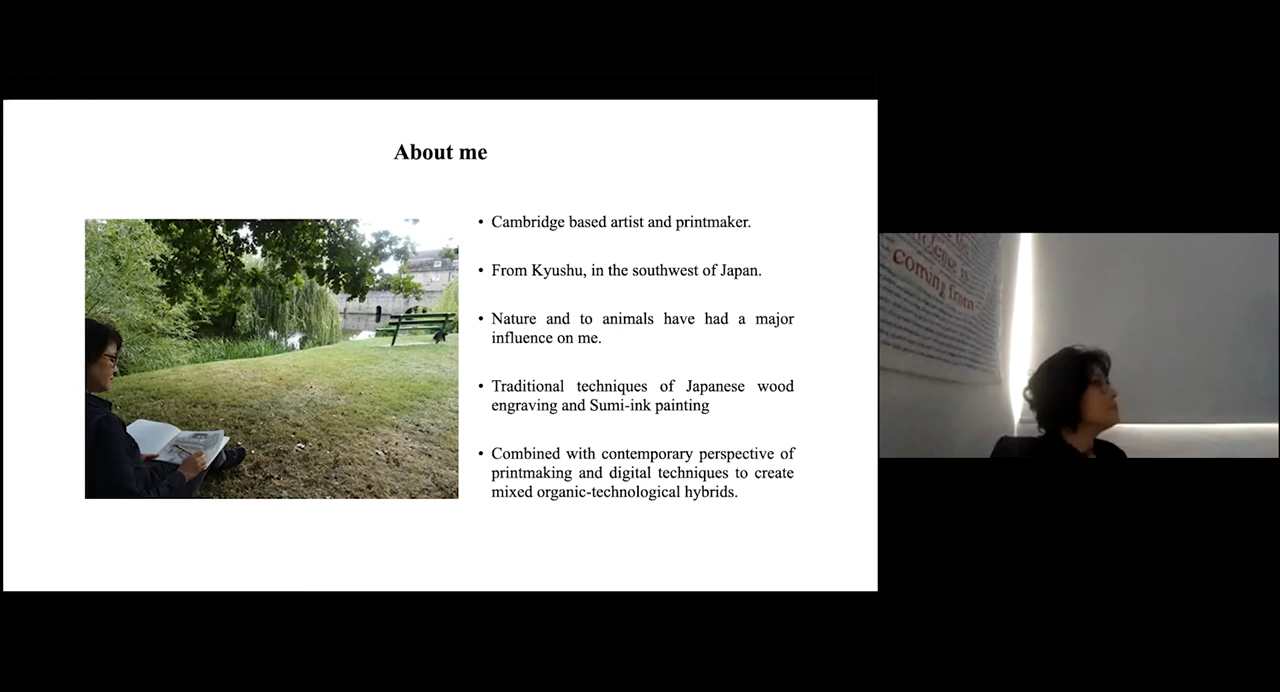 About me
• Cambridge based artist and printmaker.
• From Kyushu, in the southwest of Japan.
• Nature and to animals have had a major
influence on me.
• Traditional techniques of Japanese wood
engraving and Sumi-ink painting
• Combined with contemporary perspective of
printmaking and digital techniques to create
mixed organic-technological hybrids.
coming from